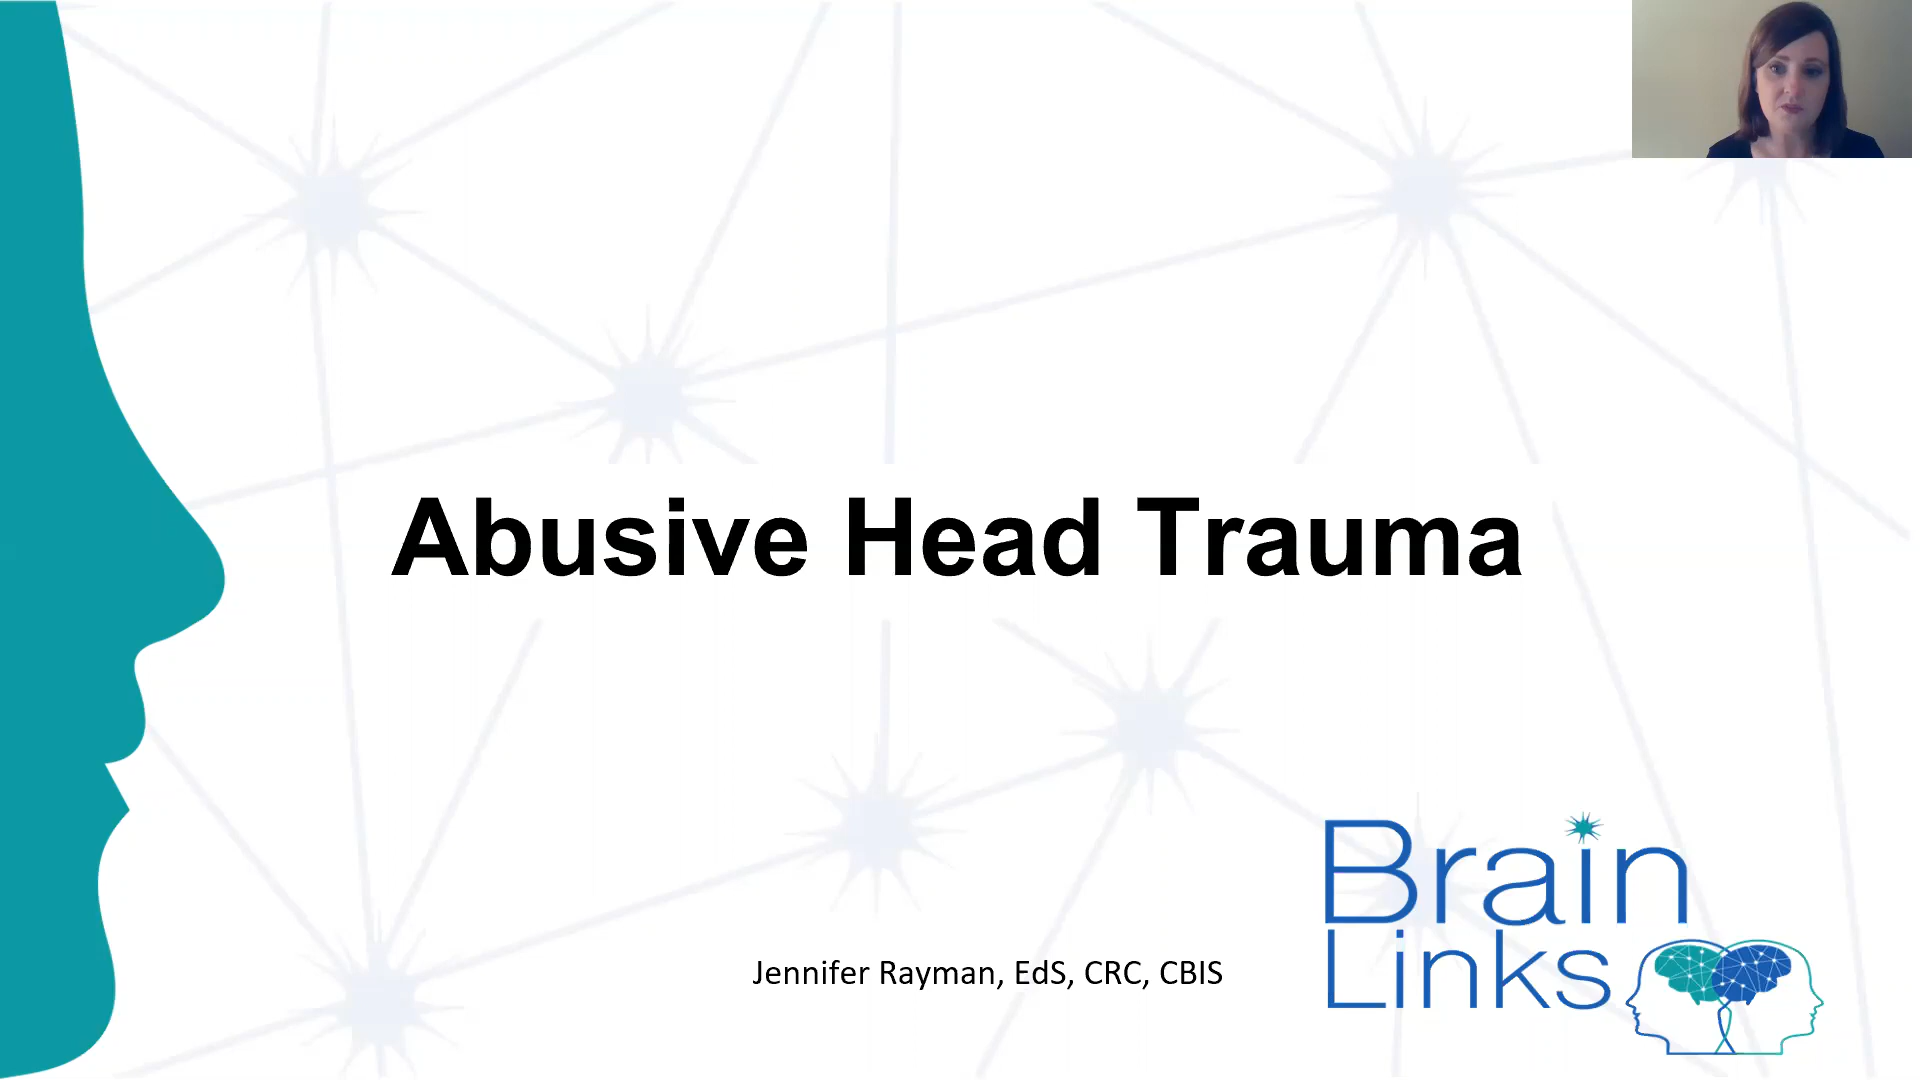 Abusive Head Trauma
Jennifer Rayman, EdS, CRC, CBIS
Brain
Links